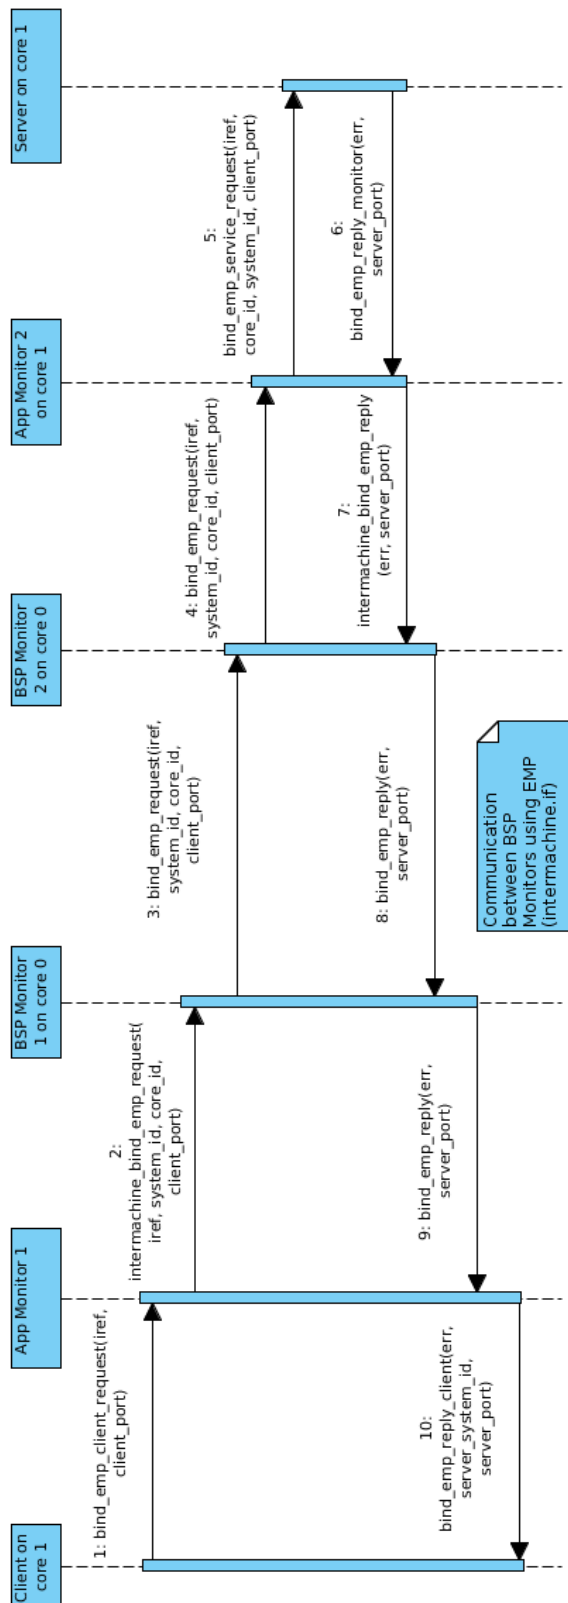 Client on
core 1
App Monitor 1
BSP Monitor
1 on core 0
BSP Monitor
2 on core 0
App Monitor 2
on core 1
Server on core 1
1: bind_emp_client_request(iref,
client_port)
2:
intermachine_bind_emp_request(
iref, system_id, core_id,
client_port)
3: bind_emp_request(iref,
system_id, core_id,
client_port)
4: bind_emp_request(iref,
system_id, core_id, client_port)
5:
bind_emp_service_request(iref,
core_id, system_id, client_port)
6:
bind_emp_reply_monitor(err,
server_port)
7:
intermachine_bind_emp_reply
(err, server_port)
8: bind_emp_reply(err,
server_port)
9: bind_emp_reply(err,
server_port)
10:
bind_emp_reply_client(err,
server_system_id,
server_port)
Communication
between BSP
Monitors using EMP
(intermachine.if)